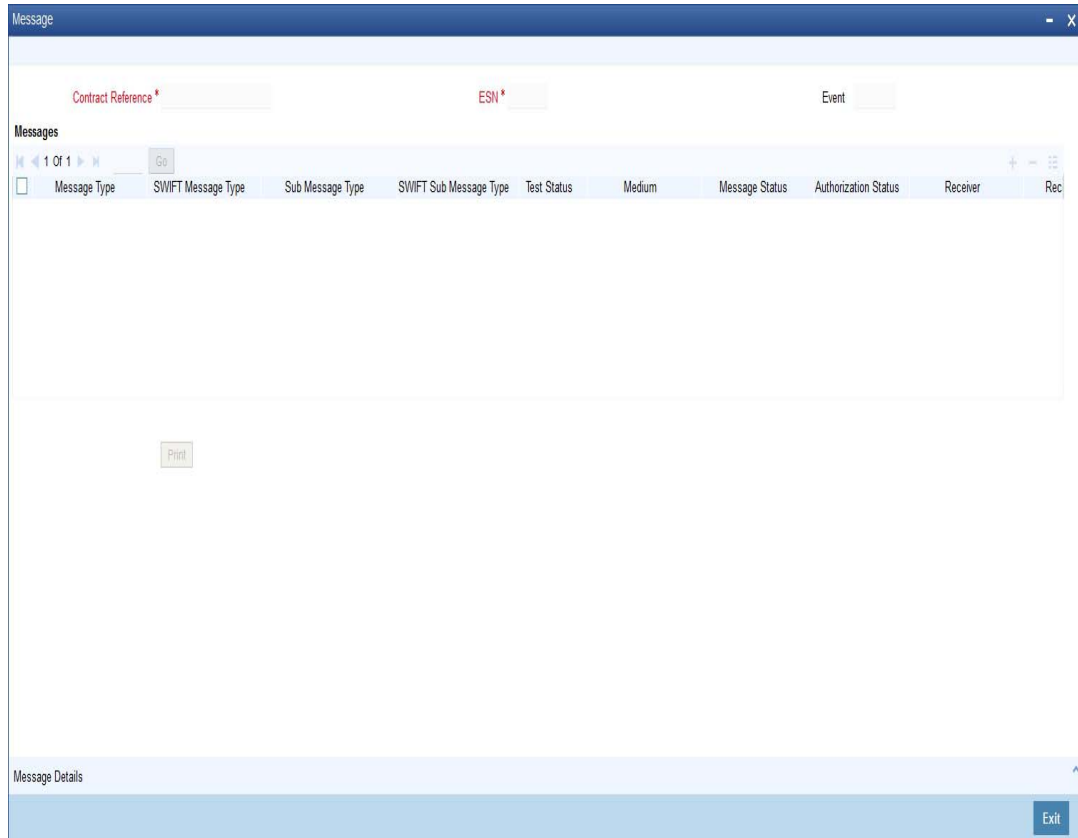 Message
Contract Reference * ESN * Event
Messages
1 Of 1 Go
Message Type SWIFT Message Type Sub Message Type SWIFT Sub Message Type Test Status Medium Message Status Authorization Status Receiver Rec
Print
Message Details
Exit